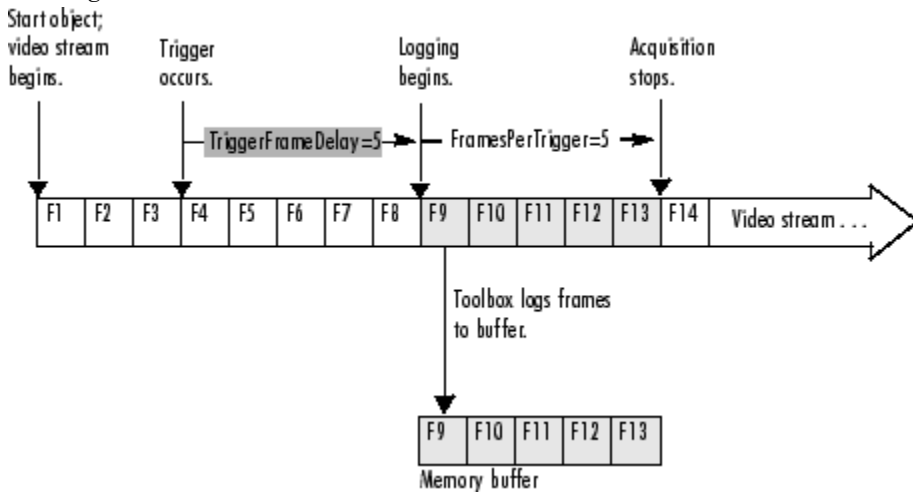 Start object;
video stream
begins.
Trigger
occurs.
Logging
begins.
Acquisition
stops.
TriggerFrameDelay=5
FramesPerTrigger=5
F1 F2 F3 F4 F5 F6 F7 F8 F9 F10 F11 F12 F13 F14 Video stream . . .
Toolbox logs frames
to buffer.
F9 F10 F11 F12 F13
Memory buffer